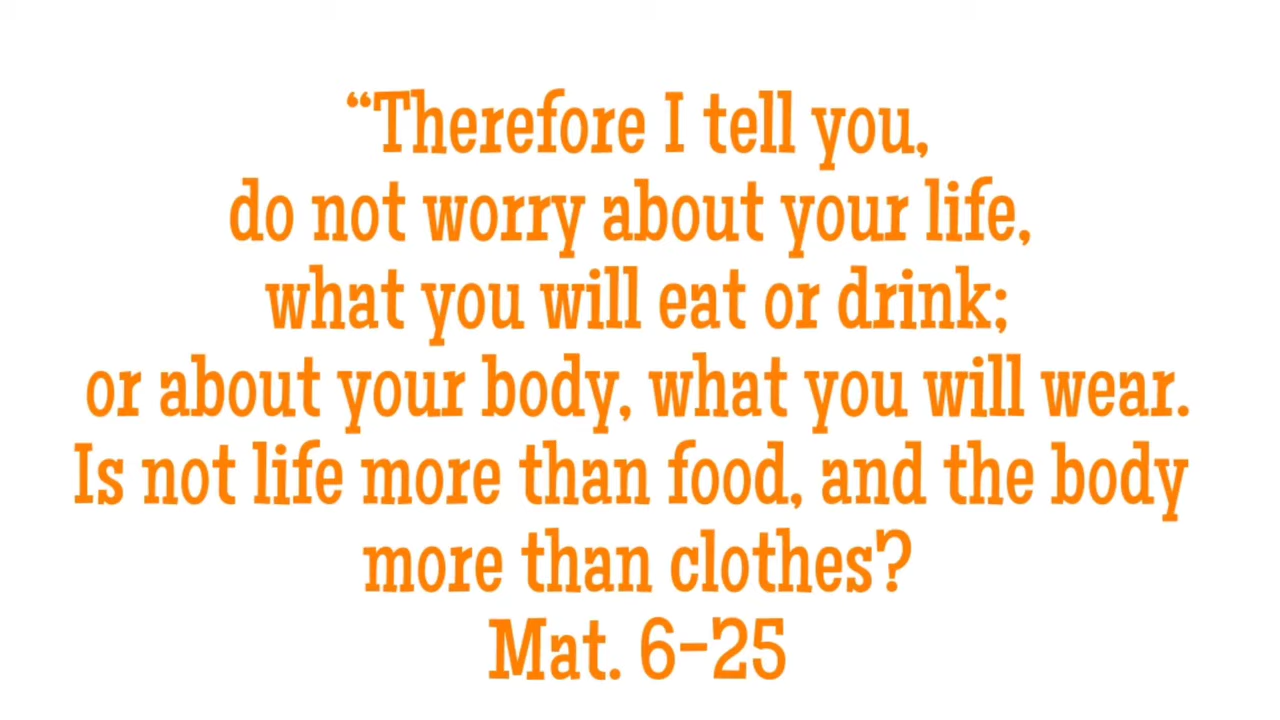 “Therefore I tell you,
do not worry about your life,
what you will eat or drink;
or about your body, what you will wear.
Is not life more than food, and the body
more than clothes?
Mat. 6-25